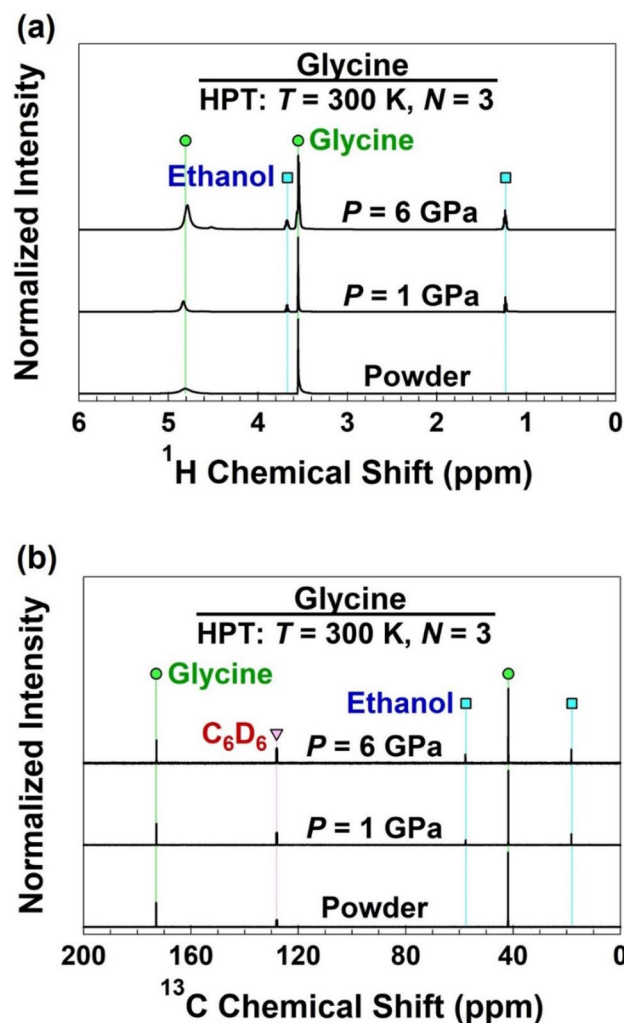 (a)
Glycine
HPT: T = 300 K, N = 3
Glycine
Ethanol
P = 6 GPa
P = 1 GPa
Powder
Normalized Intensity
6 5 4 3 2 1 0
¹H Chemical Shift (ppm)
(b)
Glycine
HPT: T = 300 K, N = 3
Glycine
Ethanol
C₆D₆
P = 6 GPa
P = 1 GPa
Powder
Normalized Intensity
200 160 120 80 40 0
¹³C Chemical Shift (ppm)